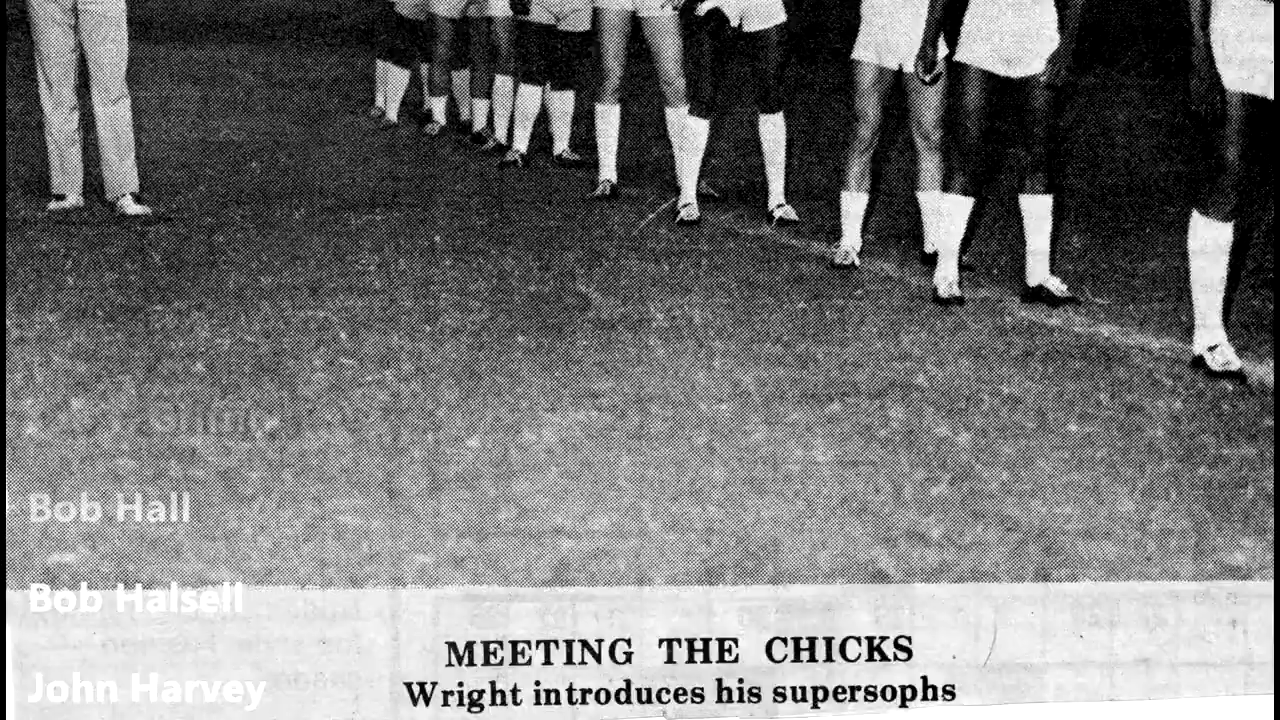 Bob Hall
Bob Halsell
John Harvey
MEETING THE CHICKS
Wright introduces his supersophs